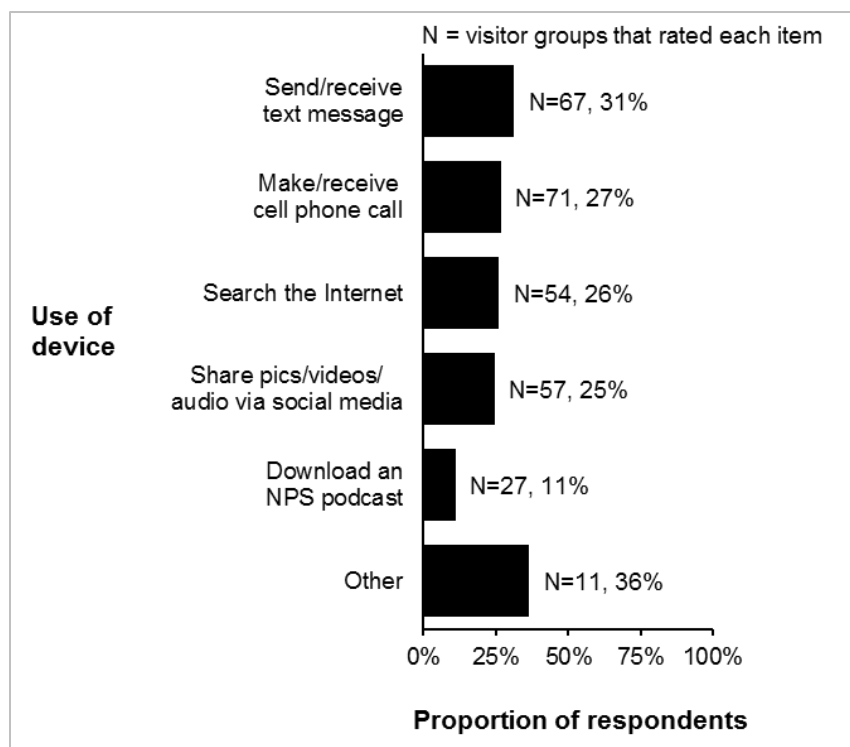 N = visitor groups that rated each item
Send/receive
text message
N=67, 31%
Make/receive
cell phone call
N=71, 27%
Search the Internet
N=54, 26%
Use of
device
Share pics/videos/
audio via social media
N=57, 25%
Download an
NPS podcast
N=27, 11%
Other
N=11, 36%
0% 25% 50% 75% 100%
Proportion of respondents